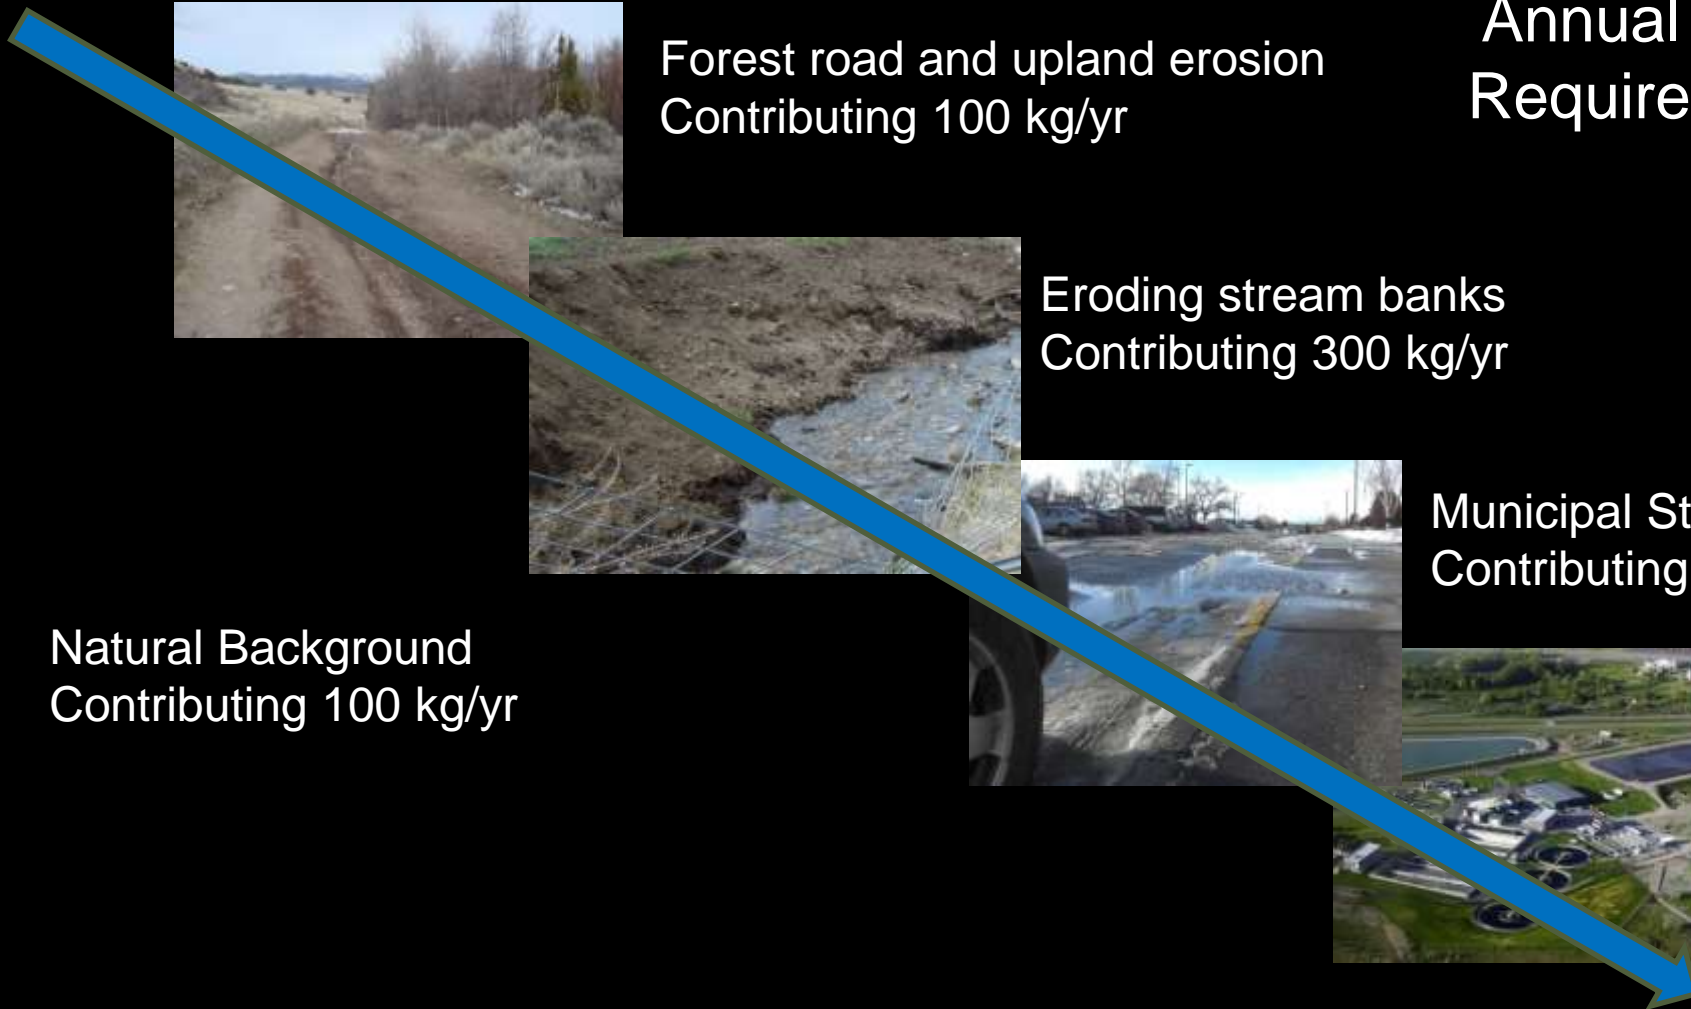 Annual
Require
Forest road and upland erosion
Contributing 100 kg/yr
Eroding stream banks
Contributing 300 kg/yr
Municipal St
Contributing
Natural Background
Contributing 100 kg/yr